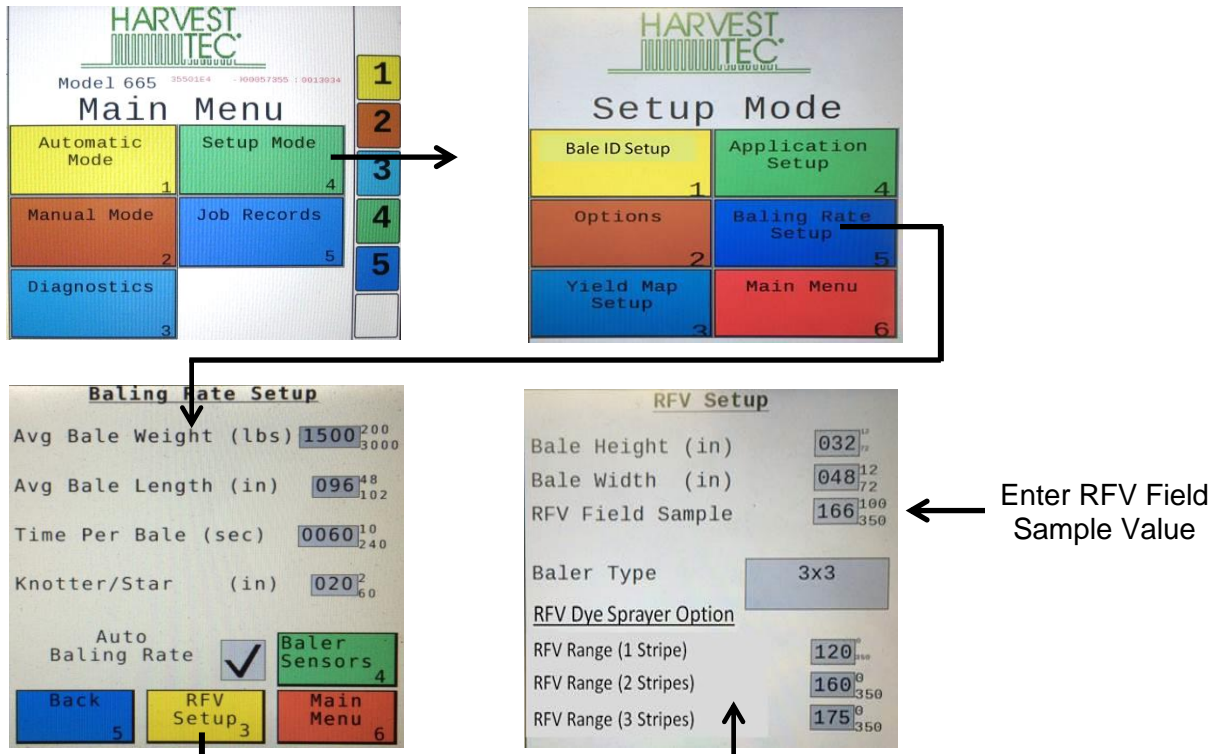 HARVEST
TEC
Model 665
Main Menu
Automatic
Mode
1
Setup Mode
4
Manual Mode
2
Job Records
5
Diagnostics
3
1
2
3
4
5
HARVEST
TEC
Setup Mode
Bale ID Setup
1
Application
Setup
4
Options
2
Baling Rate
Setup
5
Yield Map
Setup
3
Main Menu
6
Baling Rate Setup
Avg Bale Weight (lbs) 1500 200 3000
Avg Bale Length (in) 096 48 102
Time Per Bale (sec) 0060 10 240
Knotter/Star (in) 020 2 60
Auto
Baling Rate
Baler
Sensors
4
Back
5
RFV
Setup
3
Main
Menu
6
RFV Setup
Bale Height (in) 032 12 72
Bale Width (in) 048 12 72
RFV Field Sample 166 100 350
Baler Type 3x3
RFV Dye Sprayer Option
RFV Range (1 Stripe) 120
RFV Range (2 Stripes) 160 0 350
RFV Range (3 Stripes) 175 0 350
Enter RFV Field
Sample Value